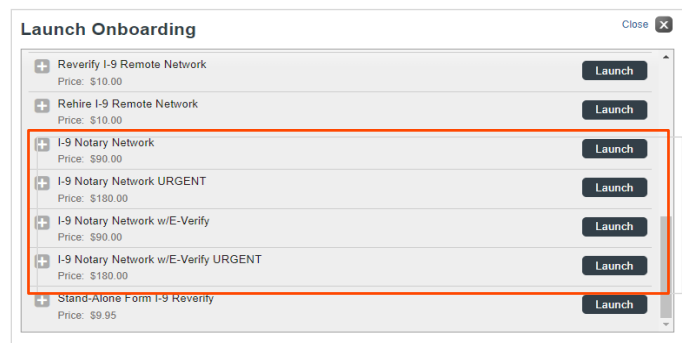 Launch Onboarding
Close
Reverify I-9 Remote Network
Price: $10.00
Launch
Rehire I-9 Remote Network
Price: $10.00
Launch
I-9 Notary Network
Price: $90.00
Launch
I-9 Notary Network URGENT
Price: $180.00
Launch
I-9 Notary Network w/E-Verify
Price: $90.00
Launch
I-9 Notary Network w/E-Verify URGENT
Price: $180.00
Launch
Stand-Alone Form I-9 Reverify
Price: $9.95
Launch